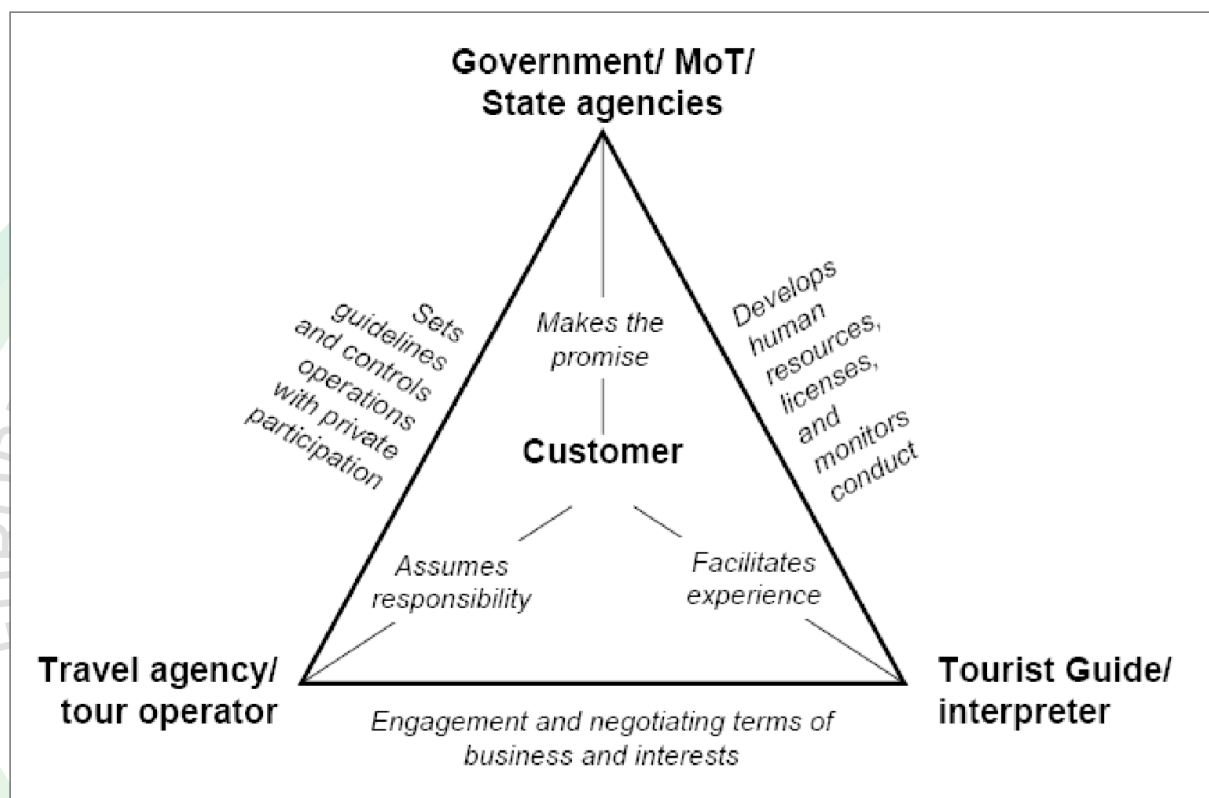 Government/ MoT/
State agencies
Sets
guidelines
and controls
operations
with private
participation
Makes the
promise
Develops
human
resources,
licenses,
and
monitors
conduct
Customer
Assumes
responsibility
Facilitates
experience
Travel agency/
tour operator
Tourist Guide/
interpreter
Engagement and negotiating terms of
business and interests